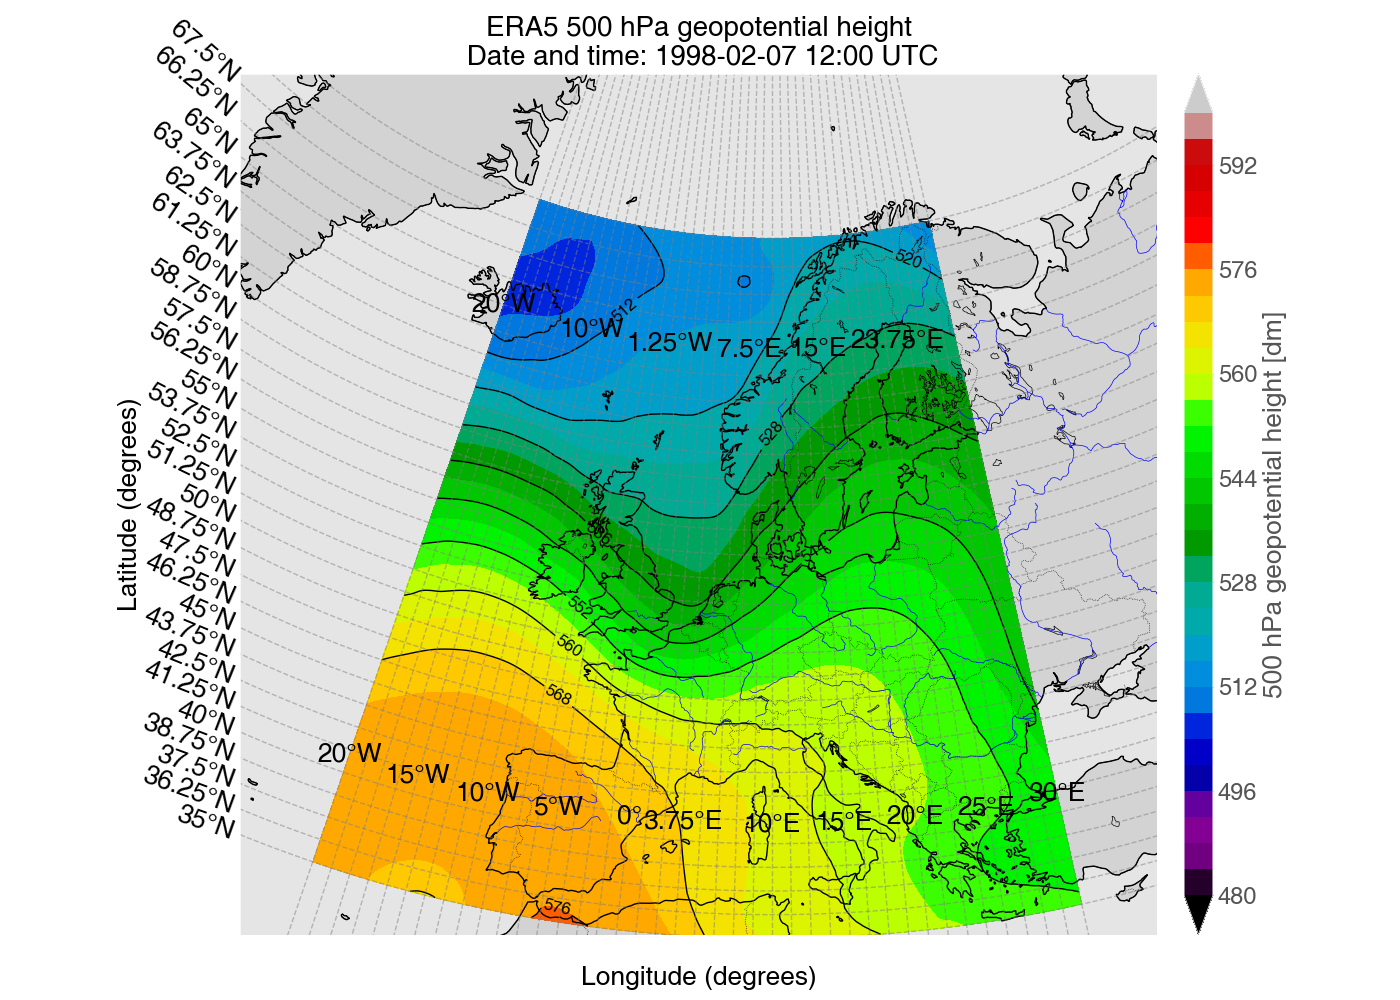 ERA5 500 hPa geopotential height
Date and time: 1998-02-07 12:00 UTC
67.5°N
66.25°N
65°N
63.75°N
62.5°N
61.25°N
60°N
58.75°N
57.5°N
56.25°N
55°N
53.75°N
52.5°N
51.25°N
50°N
48.75°N
47.5°N
46.25°N
45°N
43.75°N
42.5°N
41.25°N
40°N
38.75°N
37.5°N
36.25°N
35°N
Latitude (degrees)
520
512
20°W
10°W
1.25°W
7.5°E
15°E
23.75°E
528
536
552
560
568
20°W
15°W
10°W
5°W
0°
3.75°E
10°E
15°E
20°E
25°E
30°E
576
Longitude (degrees)
592
576
560
544
528
512
496
480
500 hPa geopotential height [dm]